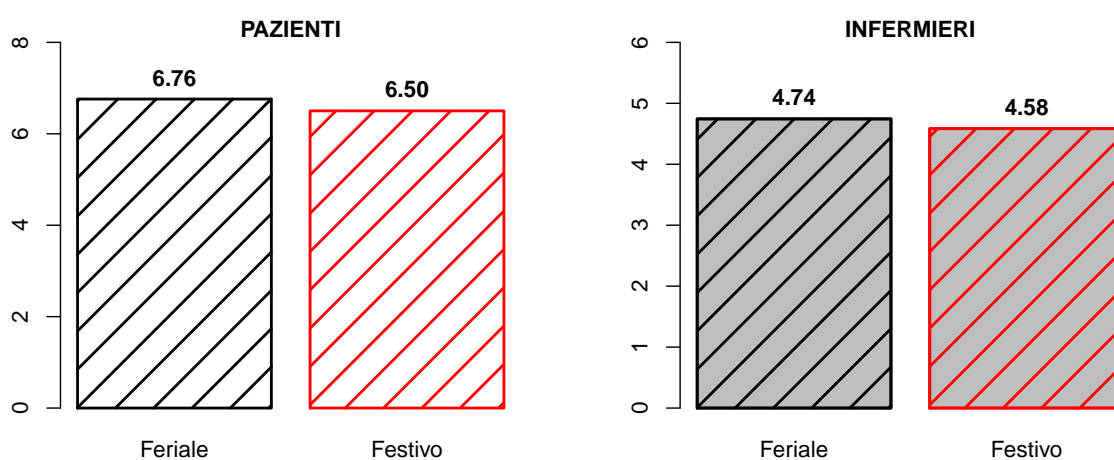 PAZIENTI
8
6
4
2
0
6.76
6.50
Feriale
Festivo
INFERMIERI
6
5
4
3
2
1
0
4.74
4.58
Feriale
Festivo